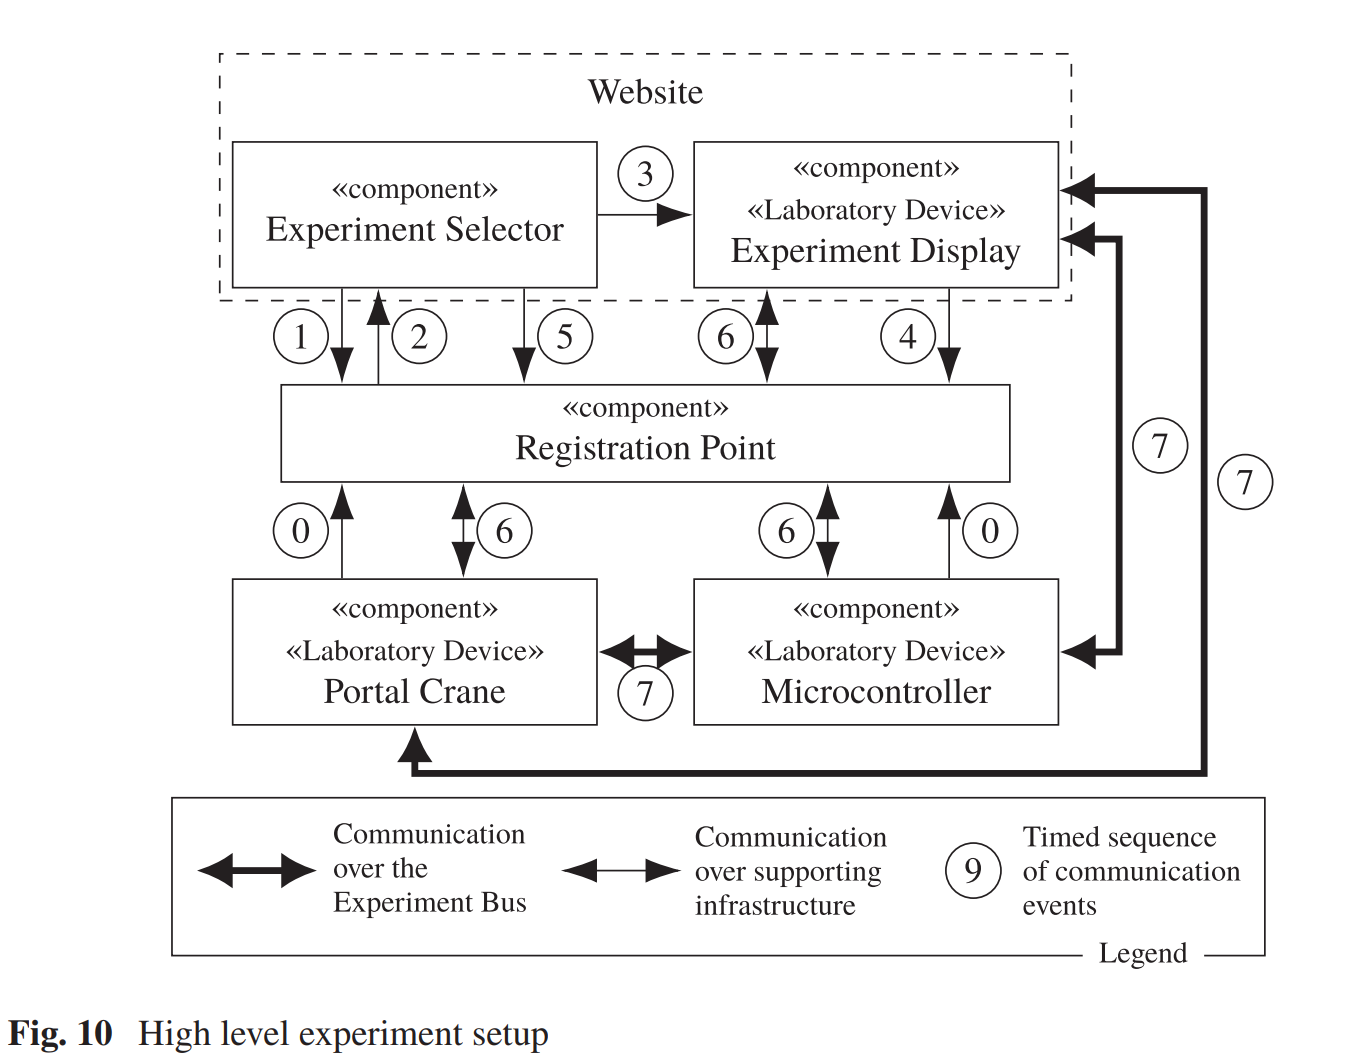 Website
«component»
Experiment Selector
3
«component»
«Laboratory Device»
Experiment Display
1
2
5
6
4
«component»
Registration Point
7
7
0
6
6
0
«component»
«Laboratory Device»
Portal Crane
7
«component»
«Laboratory Device»
Microcontroller
Communication
over the
Experiment Bus
Communication
over supporting
infrastructure
9
Timed sequence
of communication
events
Legend
Fig. 10 High level experiment setup